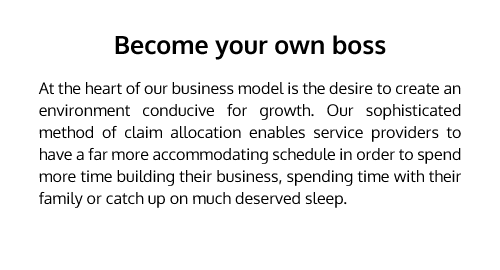 Become your own boss
At the heart of our business model is the desire to create an
environment conducive for growth. Our sophisticated
method of claim allocation enables service providers to
have a far more accommodating schedule in order to spend
more time building their business, spending time with their
family or catch up on much deserved sleep.